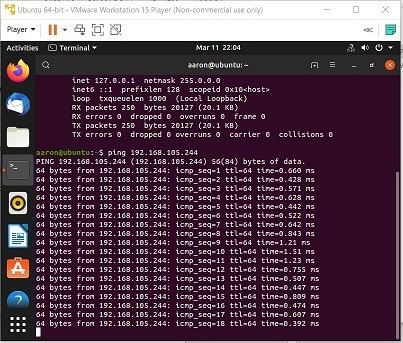 Ubuntu 64-bit - VMware Workstation 15 Player (Non-commercial use only)
Player
Activities
Terminal
Mar 11 22:04
aaron@ubuntu: ~
inet 127.0.0.1 netmask 255.0.0.0
inet6 ::1 prefixlen 128 scopeid 0x10<host>
loop txqueuelen 1000 (Local Loopback)
RX packets 250 bytes 20127 (20.1 KB)
RX errors 0 dropped 0 overruns 0 frame 0
TX packets 250 bytes 20127 (20.1 KB)
TX errors 0 dropped 0 overruns 0 carrier 0 collisions 0
aaron@ubuntu:~$ ping 192.168.105.244
PING 192.168.105.244 (192.168.105.244) 56(84) bytes of data.
64 bytes from 192.168.105.244: icmp_seq=1 ttl=64 time=0.660 ms
64 bytes from 192.168.105.244: icmp_seq=2 ttl=64 time=0.428 ms
64 bytes from 192.168.105.244: icmp_seq=3 ttl=64 time=0.571 ms
64 bytes from 192.168.105.244: icmp_seq=4 ttl=64 time=0.628 ms
64 bytes from 192.168.105.244: icmp_seq=5 ttl=64 time=0.442 ms
64 bytes from 192.168.105.244: icmp_seq=6 ttl=64 time=0.522 ms
64 bytes from 192.168.105.244: icmp_seq=7 ttl=64 time=0.642 ms
64 bytes from 192.168.105.244: icmp_seq=8 ttl=64 time=0.843 ms
64 bytes from 192.168.105.244: icmp_seq=9 ttl=64 time=1.21 ms
64 bytes from 192.168.105.244: icmp_seq=10 ttl=64 time=1.51 ms
64 bytes from 192.168.105.244: icmp_seq=11 ttl=64 time=1.23 ms
64 bytes from 192.168.105.244: icmp_seq=12 ttl=64 time=0.755 ms
64 bytes from 192.168.105.244: icmp_seq=13 ttl=64 time=0.507 ms
64 bytes from 192.168.105.244: icmp_seq=14 ttl=64 time=0.447 ms
64 bytes from 192.168.105.244: icmp_seq=15 ttl=64 time=0.809 ms
64 bytes from 192.168.105.244: icmp_seq=16 ttl=64 time=0.474 ms
64 bytes from 192.168.105.244: icmp_seq=17 ttl=64 time=0.607 ms
64 bytes from 192.168.105.244: icmp_seq=18 ttl=64 time=0.392 ms